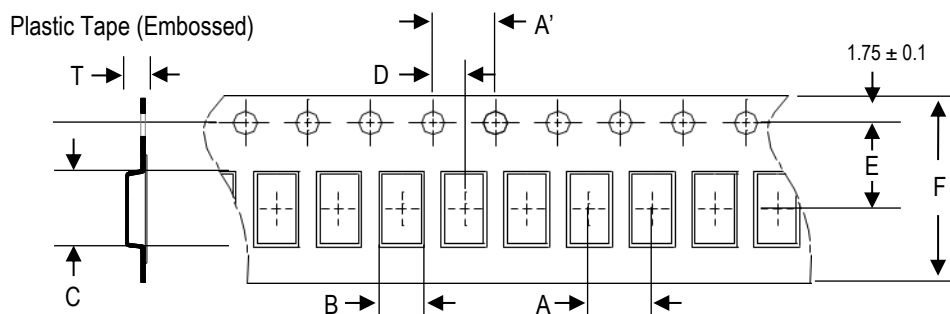 Plastic Tape (Embossed)
A'
1.75 ± 0.1
T
D
E
F
C
B
A